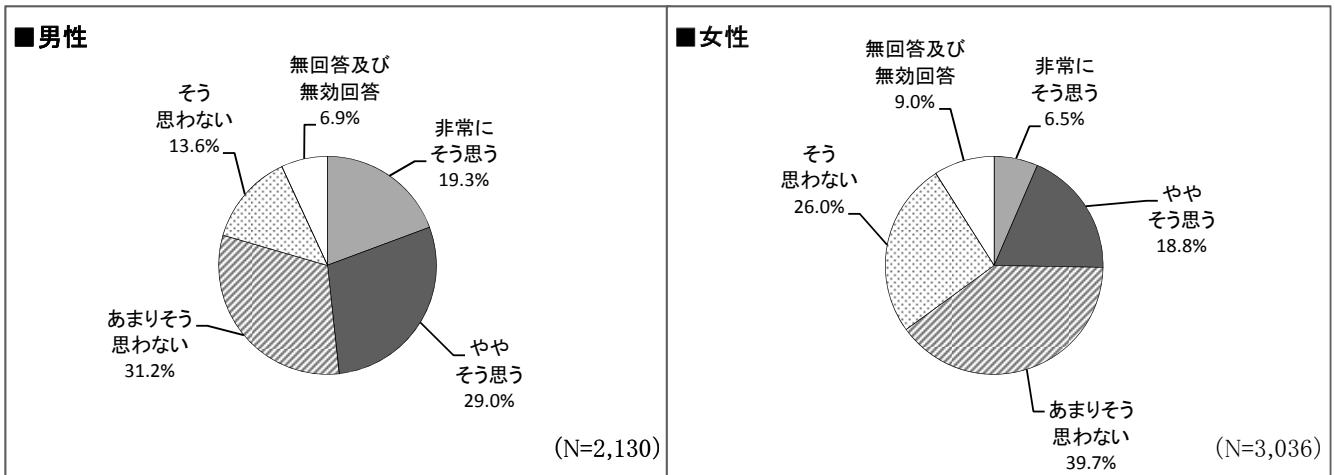 ■男性
無回答及び
無効回答
6.9%
非常に
そう思う
19.3%
やや
そう思う
29.0%
あまりそう
思わない
31.2%
そう
思わない
13.6%
(N=2,130)
■女性
無回答及び
無効回答
9.0%
非常に
そう思う
6.5%
やや
そう思う
18.8%
あまりそう
思わない
39.7%
そう
思わない
26.0%
(N=3,036)